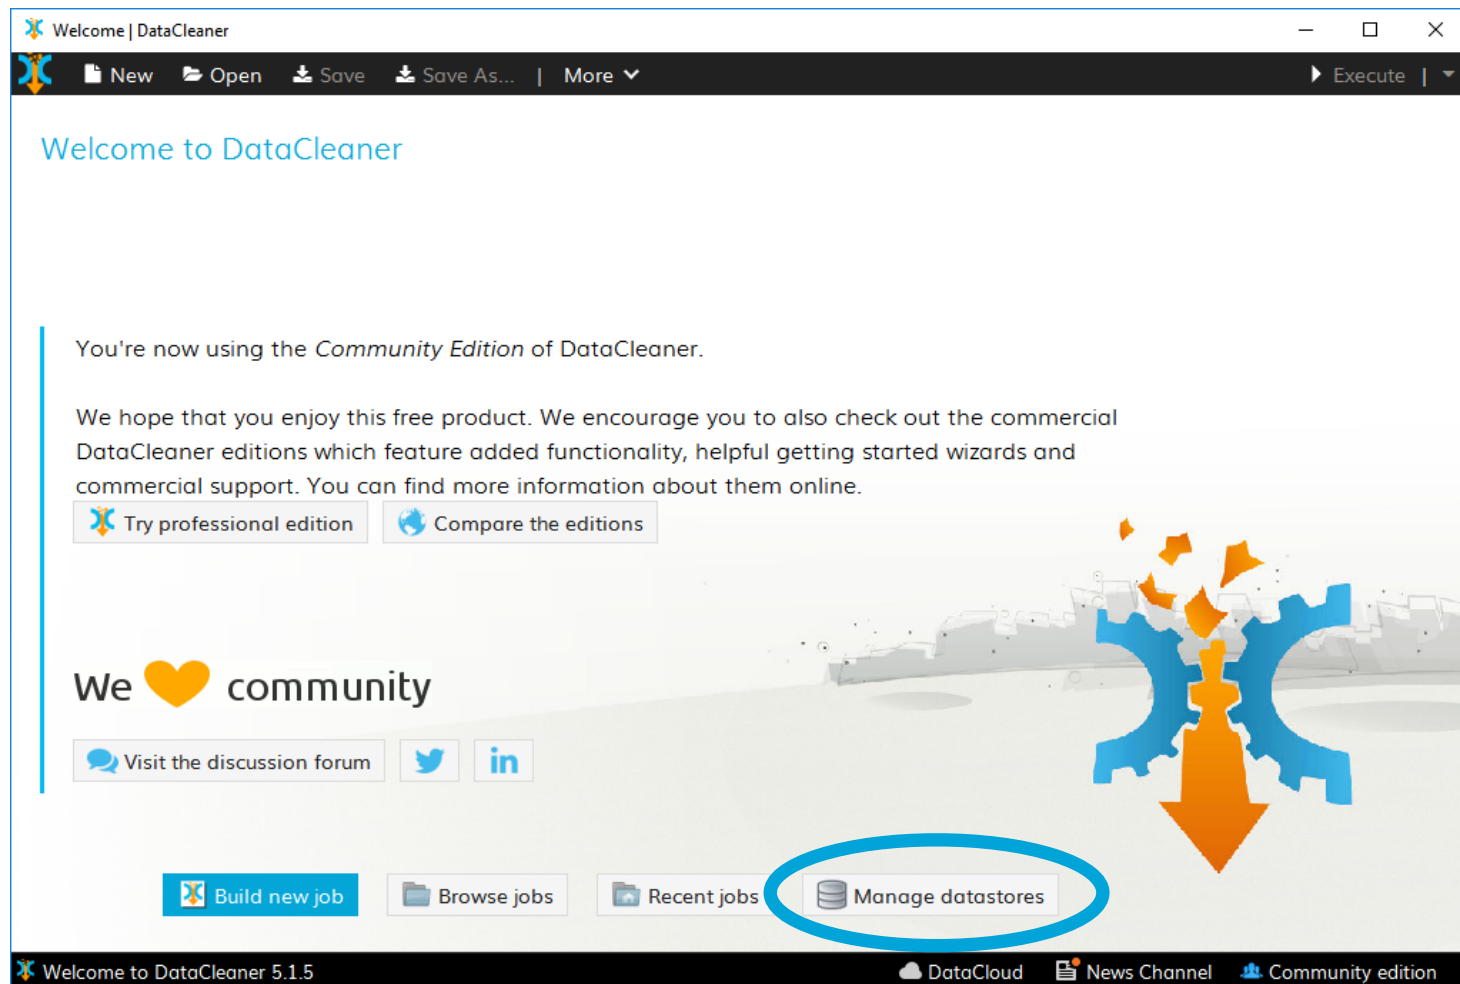 Welcome | DataCleaner
New Open Save Save As... | More Execute |
Welcome to DataCleaner
You're now using the Community Edition of DataCleaner.
We hope that you enjoy this free product. We encourage you to also check out the commercial
DataCleaner editions which feature added functionality, helpful getting started wizards and
commercial support. You can find more information about them online.
Try professional edition Compare the editions
We community
Visit the discussion forum in
Build new job Browse jobs Recent jobs Manage datastores
Welcome to DataCleaner 5.1.5 DataCloud News Channel Community edition